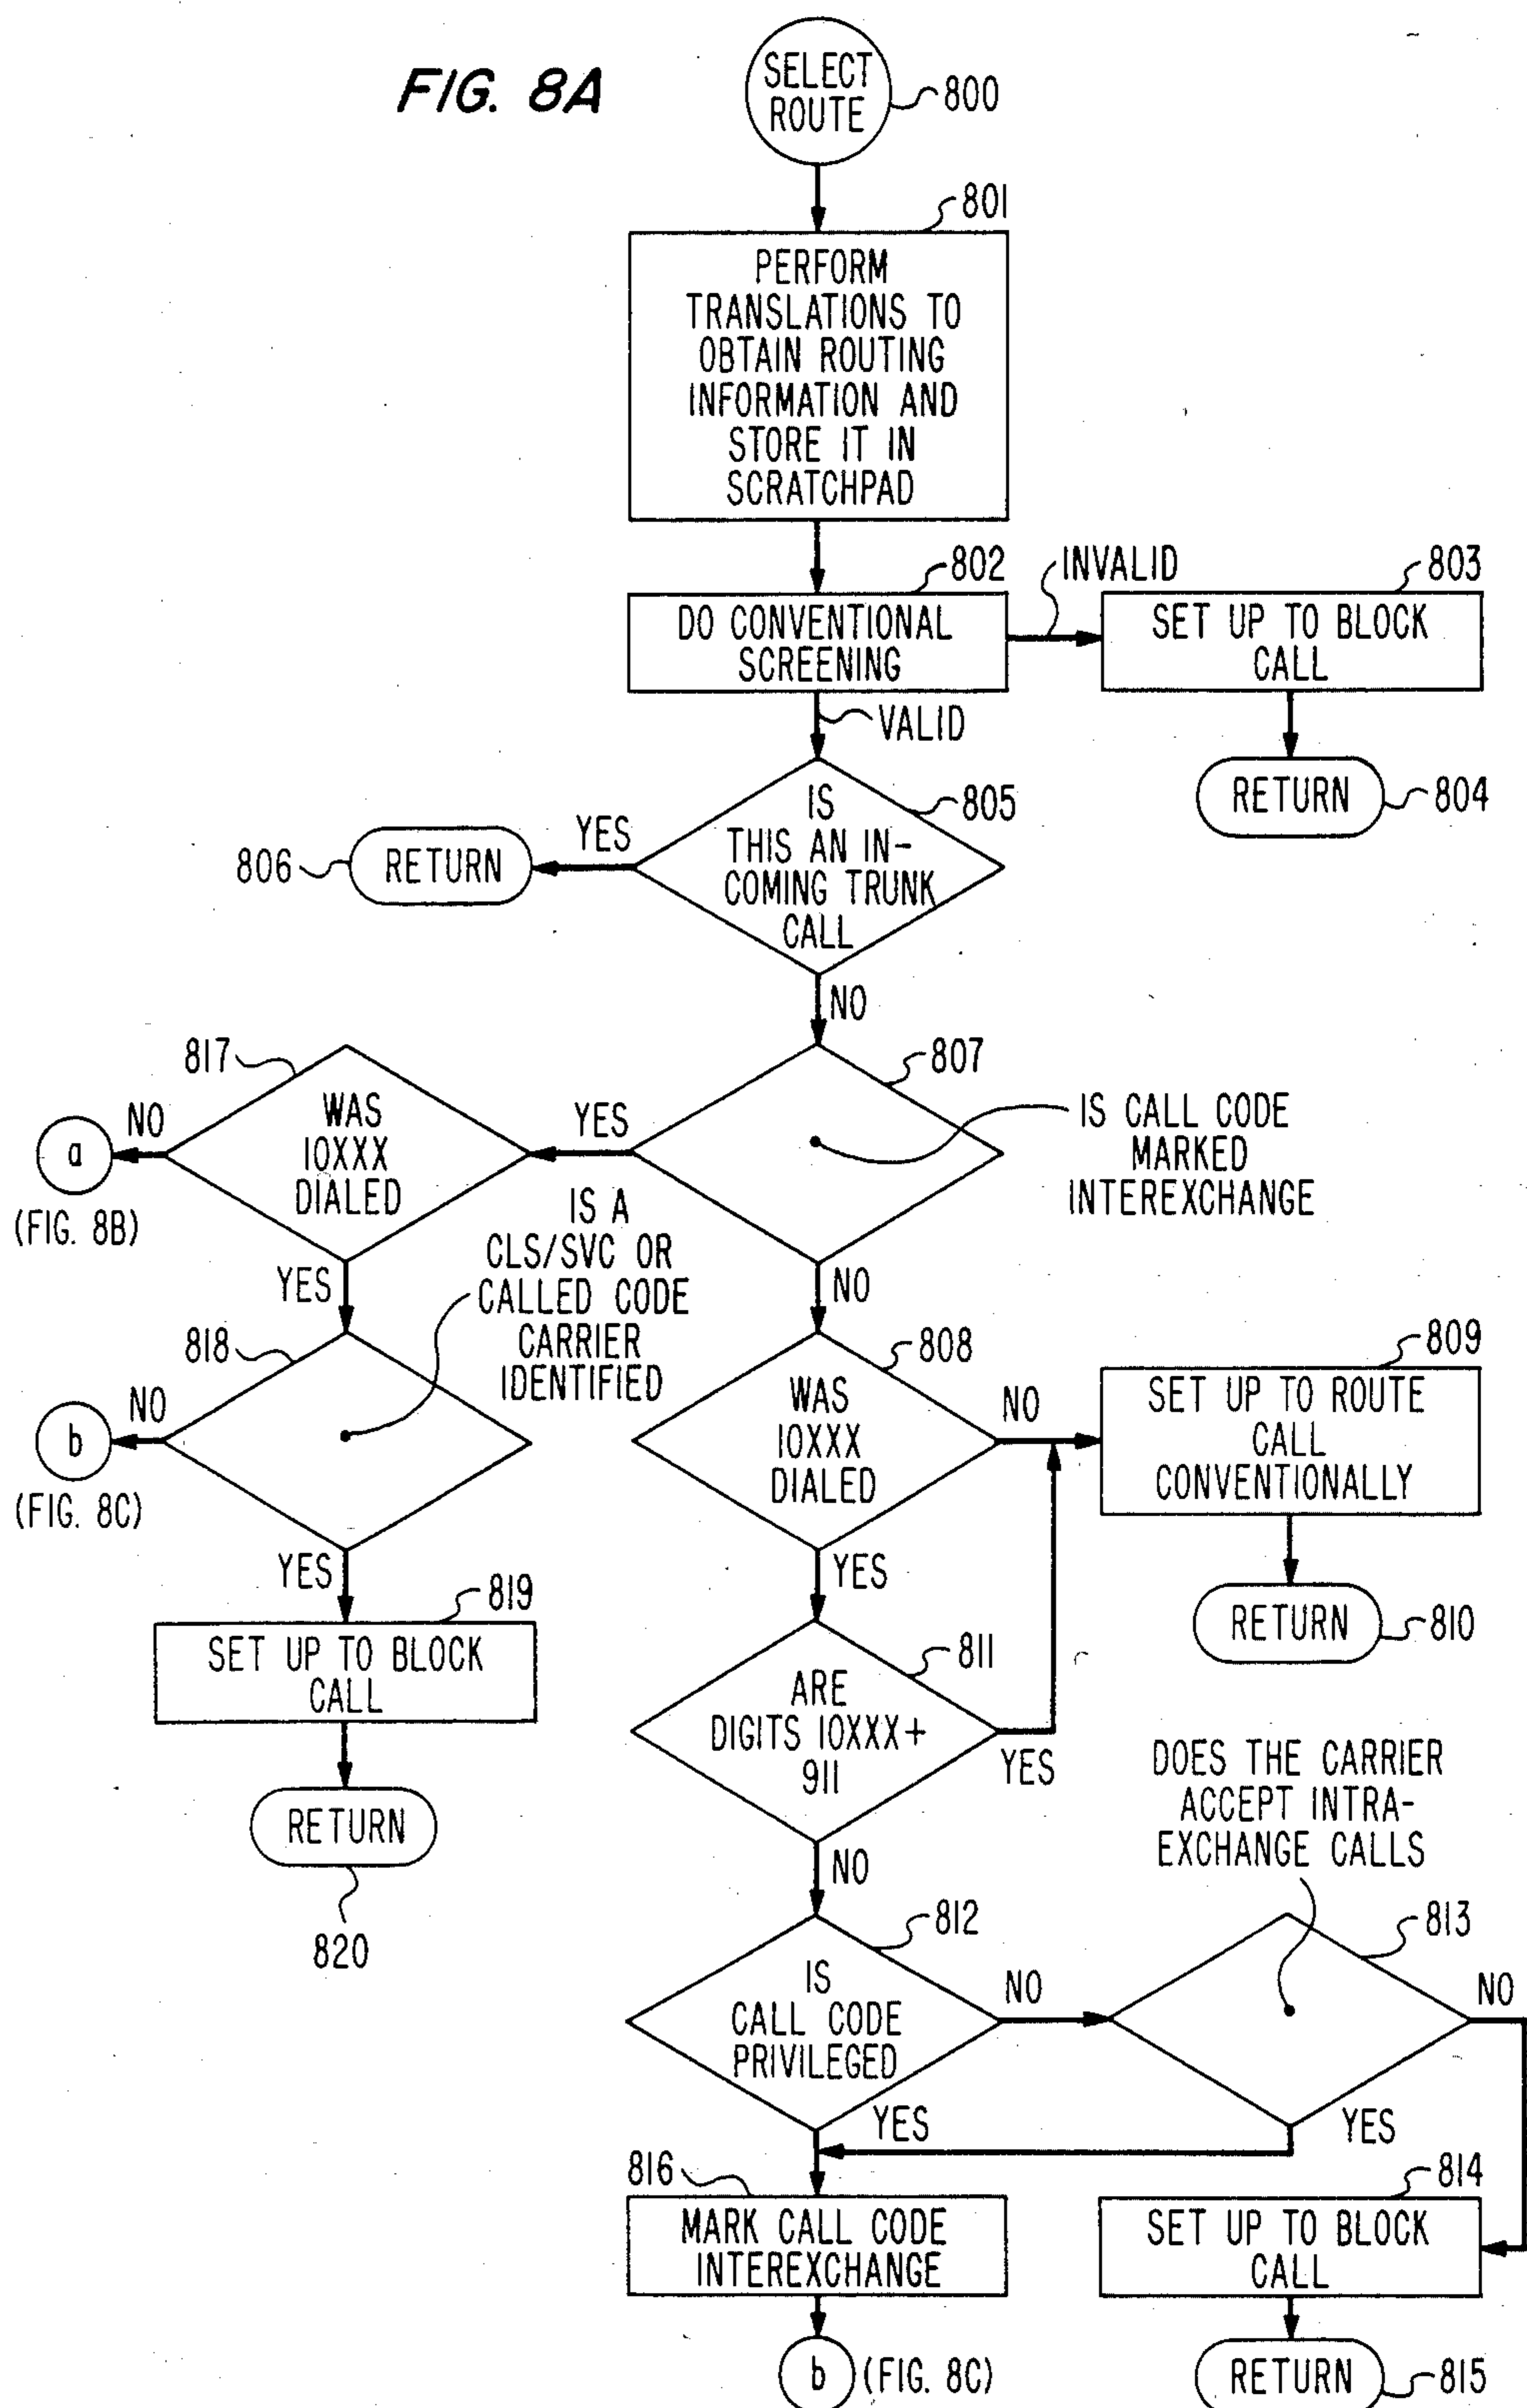 FIG. 8A
SELECT
ROUTE
800
801
PERFORM
TRANSLATIONS TO
OBTAIN ROUTING
INFORMATION AND
STORE IT IN
SCRATCHPAD
802
DO CONVENTIONAL
SCREENING
INVALID
803
SET UP TO BLOCK
CALL
VALID
RETURN
804
805
IS
THIS AN IN-
COMING TRUNK
CALL
YES
806
RETURN
NO
807
IS CALL CODE
MARKED
INTEREXCHANGE
YES
817
WAS
10XXX
DIALED
NO
a
(FIG. 8B)
YES
IS A
CLS/SVC OR
CALLED CODE
CARRIER
IDENTIFIED
818
NO
b
(FIG. 8C)
YES
819
SET UP TO BLOCK
CALL
RETURN
820
NO
808
WAS
10XXX
DIALED
NO
809
SET UP TO ROUTE
CALL
CONVENTIONALLY
RETURN
810
YES
811
ARE
DIGITS 10XXX+
911
YES
NO
812
IS
CALL CODE
PRIVILEGED
NO
DOES THE CARRIER
ACCEPT INTRA-
EXCHANGE CALLS
813
NO
YES
YES
816
MARK CALL CODE
INTEREXCHANGE
b
(FIG. 8C)
814
SET UP TO BLOCK
CALL
RETURN
815